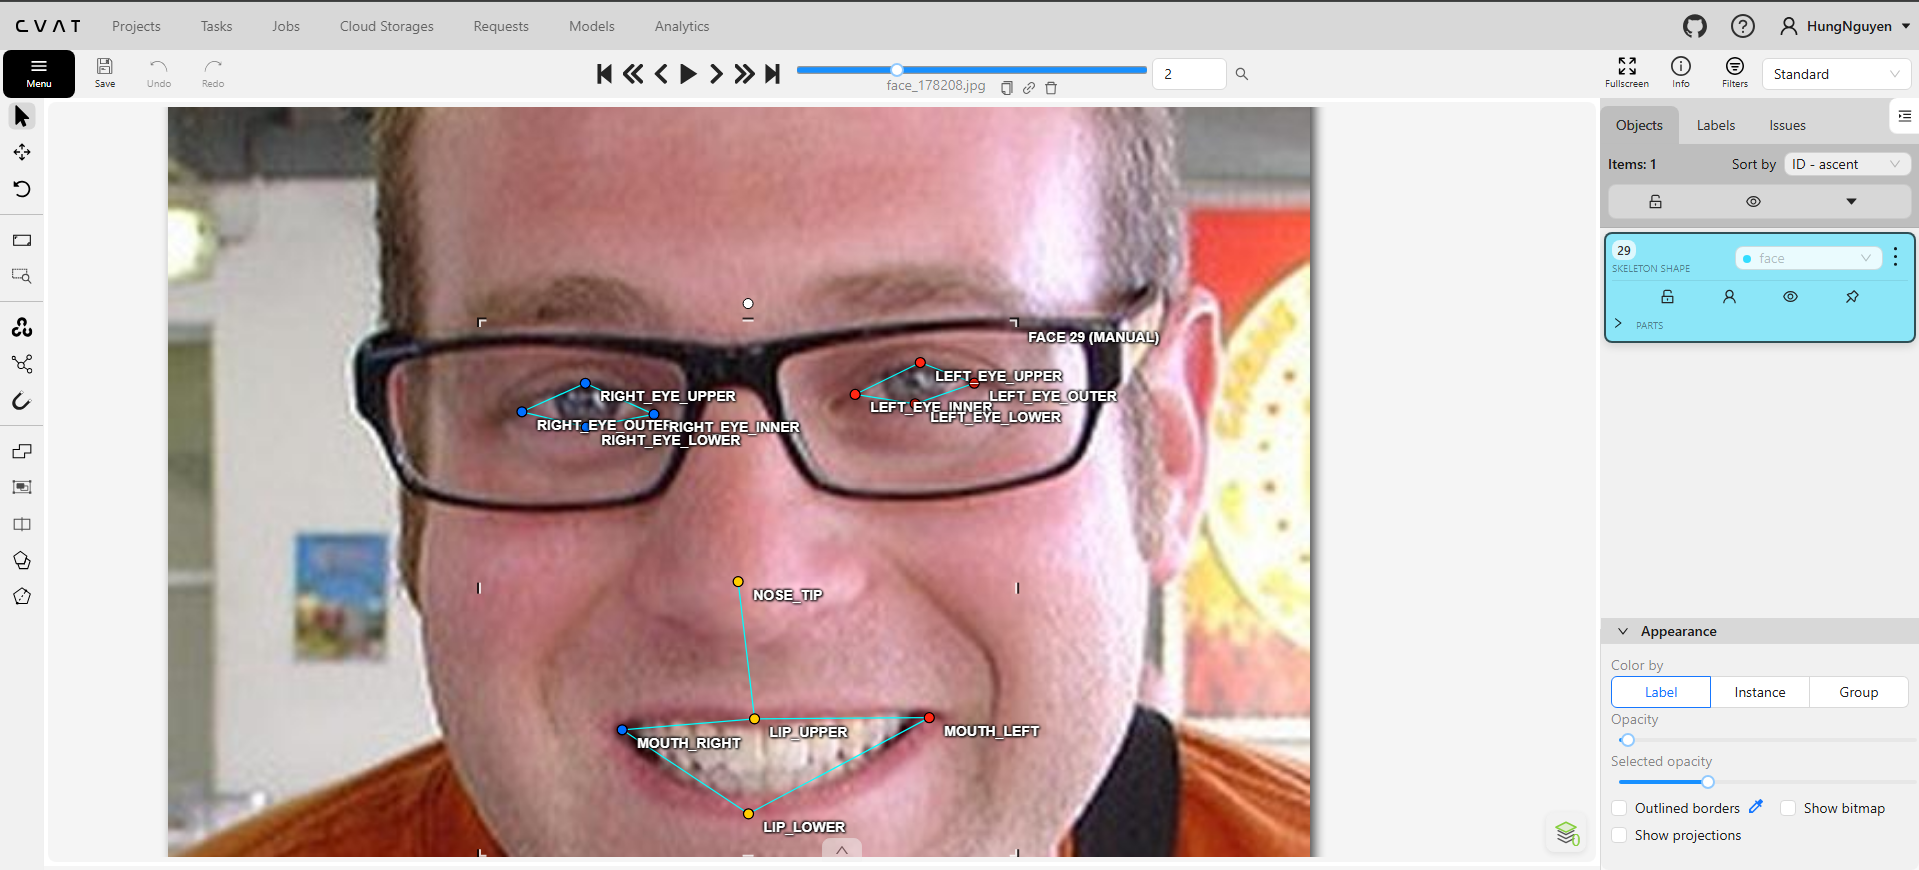 CVAT
Projects
Tasks
Jobs
Cloud Storages
Requests
Models
Analytics
HungNguyen
Menu
Save
Undo
Redo
face_178208.jpg
2
Fullscreen
Info
Filters
Standard
Objects
Labels
Issues
Items: 1
Sort by
ID - ascent
29
SKELETON SHAPE
face
PARTS
FACE 29 (MANUAL)
RIGHT_EYE_UPPER
LEFT_EYE_UPPER
LEFT_EYE_OUTER
LEFT_EYE_INNER
LEFT_EYE_LOWER
RIGHT_EYE_OUTER
RIGHT_EYE_INNER
RIGHT_EYE_LOWER
NOSE_TIP
MOUTH_RIGHT
LIP_UPPER
MOUTH_LEFT
LIP_LOWER
0
Appearance
Color by
Label
Instance
Group
Opacity
Selected opacity
Outlined borders
Show bitmap
Show projections